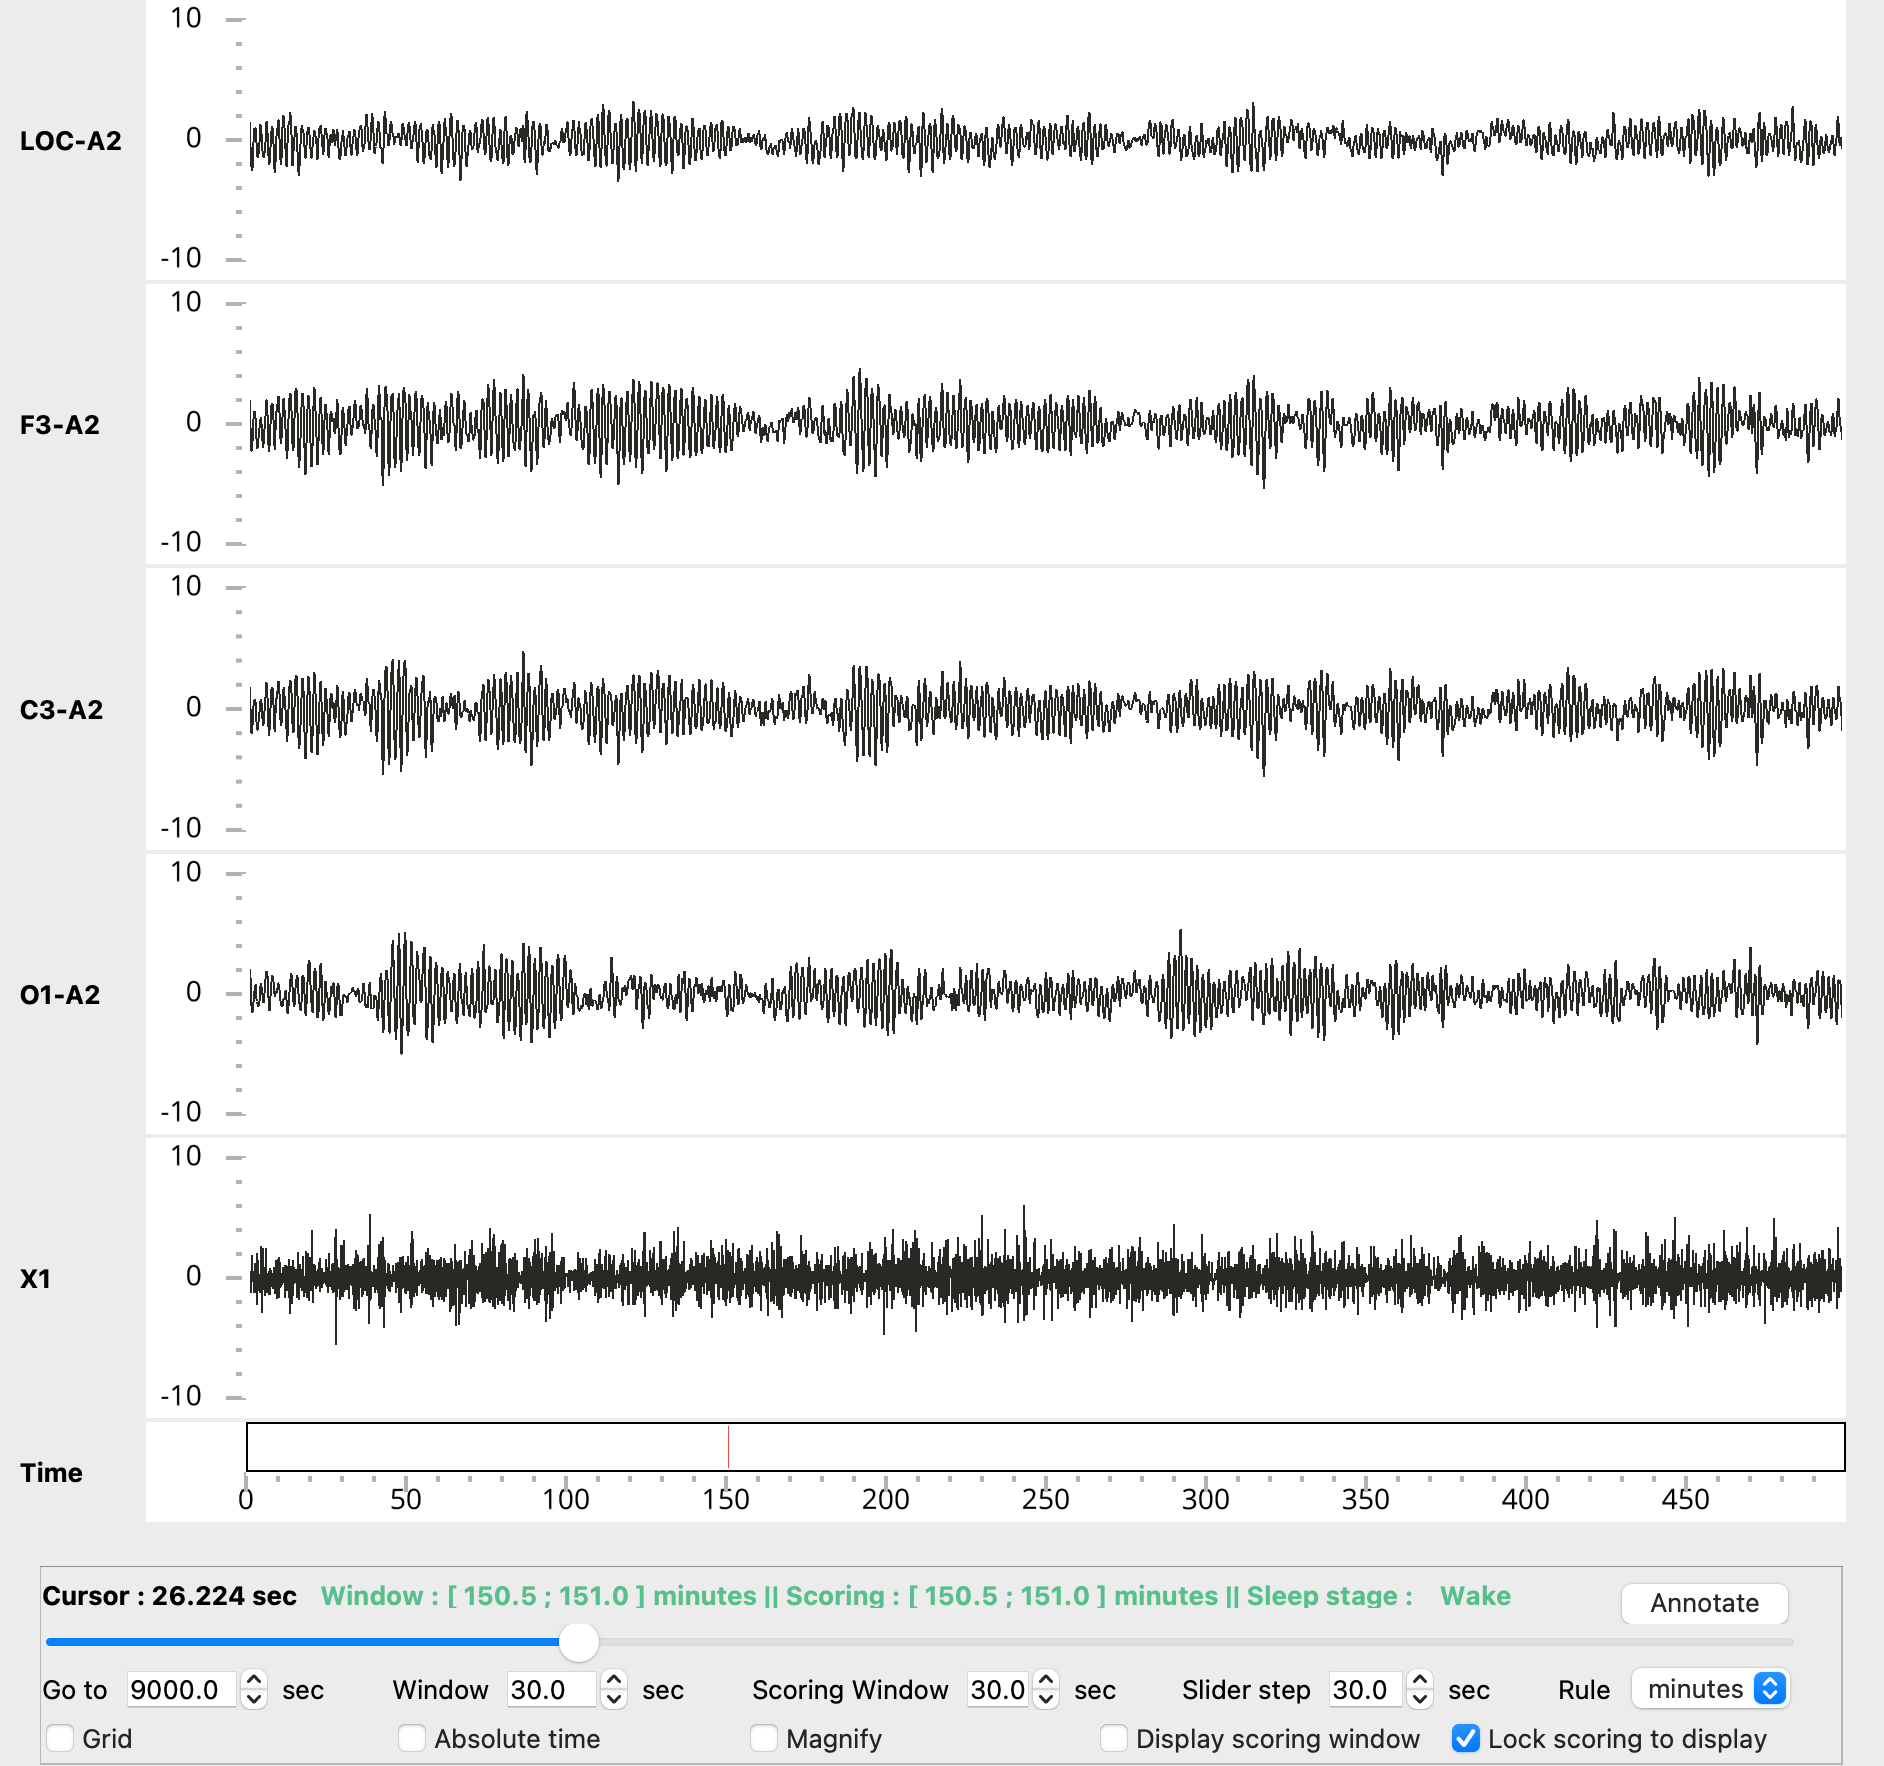 10
LOC-A2
0
-10
10
F3-A2
0
-10
10
C3-A2
0
-10
10
O1-A2
0
-10
10
X1
0
-10
Time
0 50 100 150 200 250 300 350 400 450
Cursor : 26.224 sec Window : [ 150.5 ; 151.0 ] minutes || Scoring : [ 150.5 ; 151.0 ] minutes || Sleep stage : Wake Annotate
Go to 9000.0 sec Window 30.0 sec Scoring Window 30.0 sec Slider step 30.0 sec Rule minutes
Grid Absolute time Magnify Display scoring window Lock scoring to display